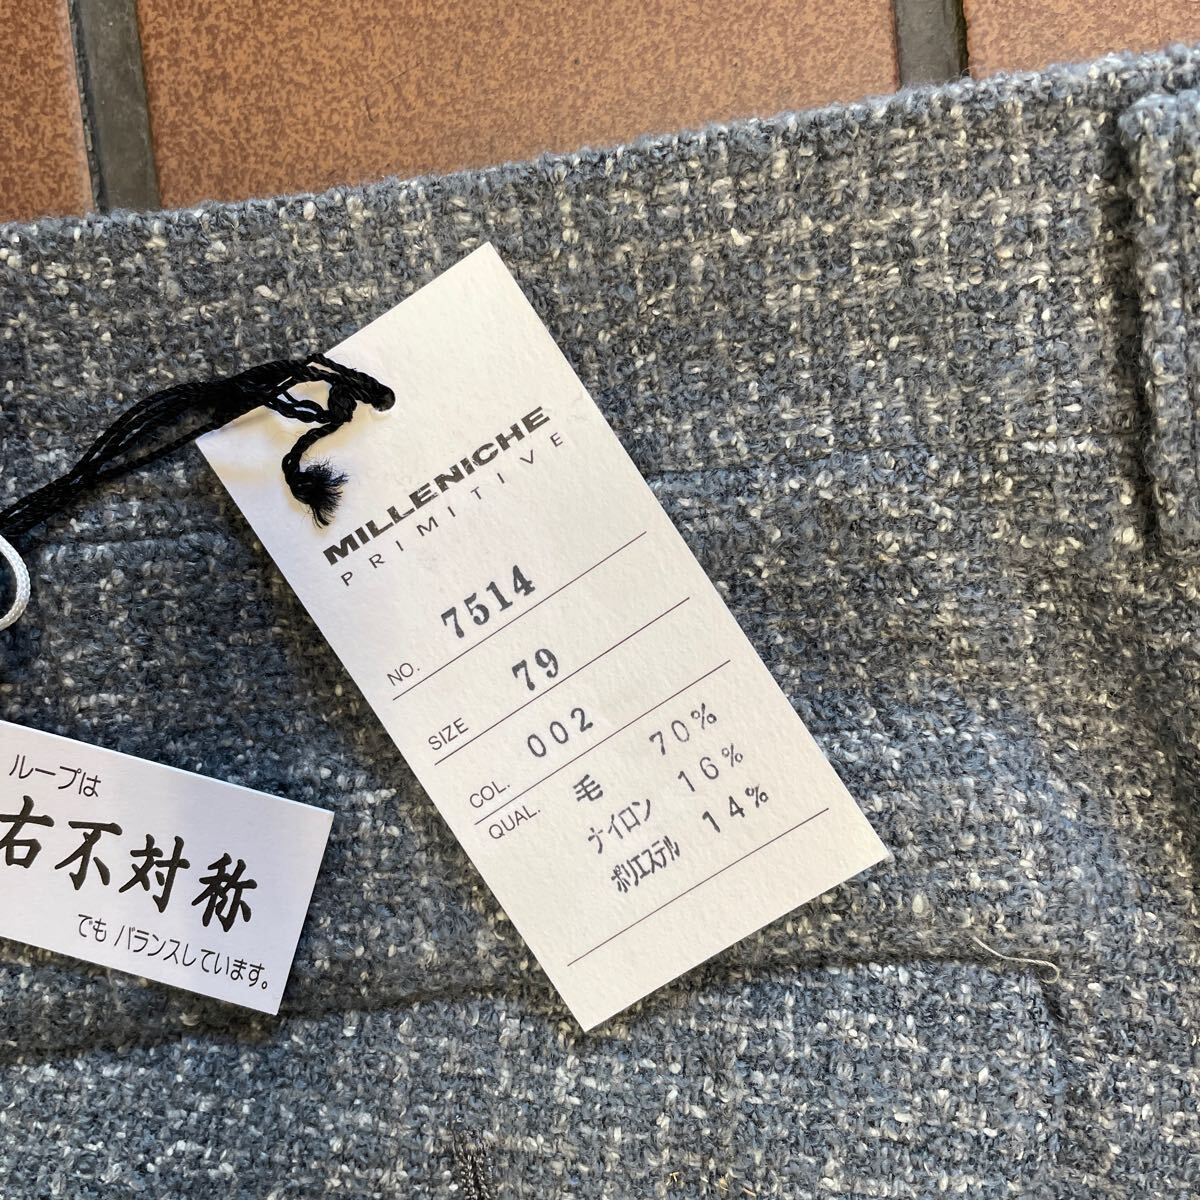 MILLENICHE
PRIMITIVE
NO. 7514
SIZE 79
COL. 002
QUAL. 毛 70%
ナイロン 16%
ポリエステル 14%
ループは
右不対称
でも バランスしています。